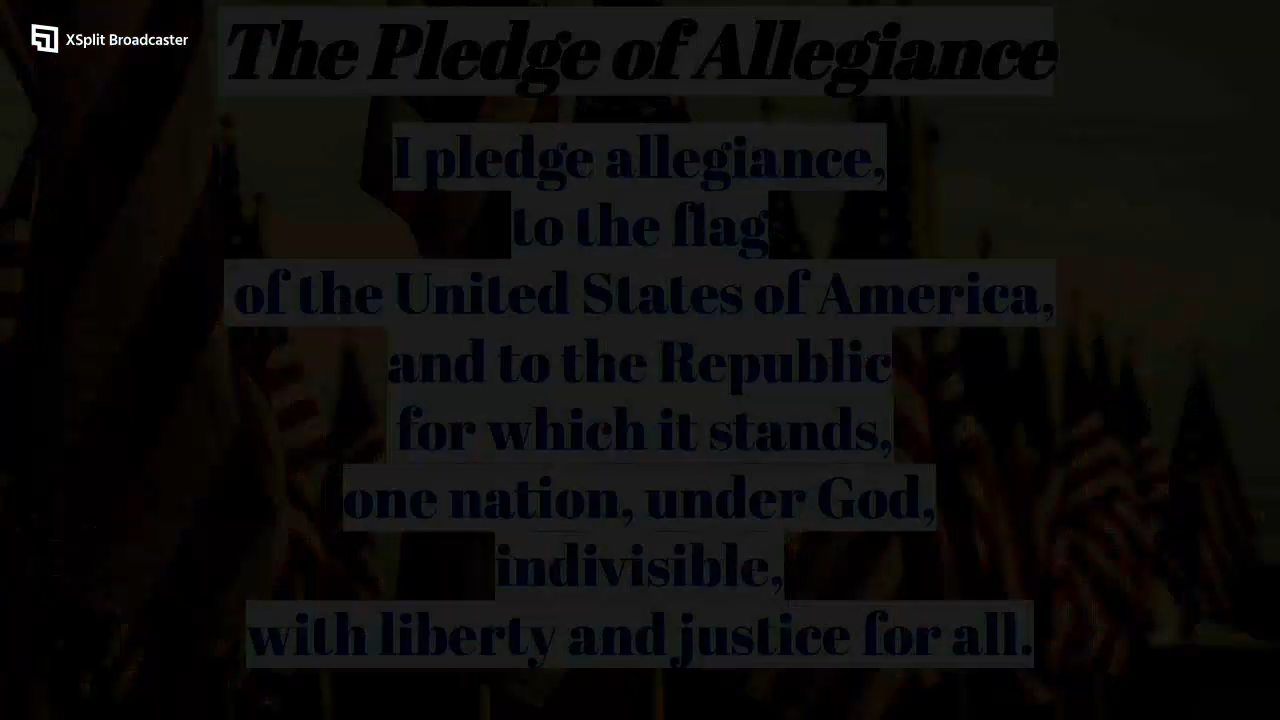 XSplit Broadcaster
The Pledge of Allegiance
I pledge allegiance,
to the flag
of the United States of America,
and to the Republic
for which it stands,
one nation, under God,
indivisible,
with liberty and justice for all.